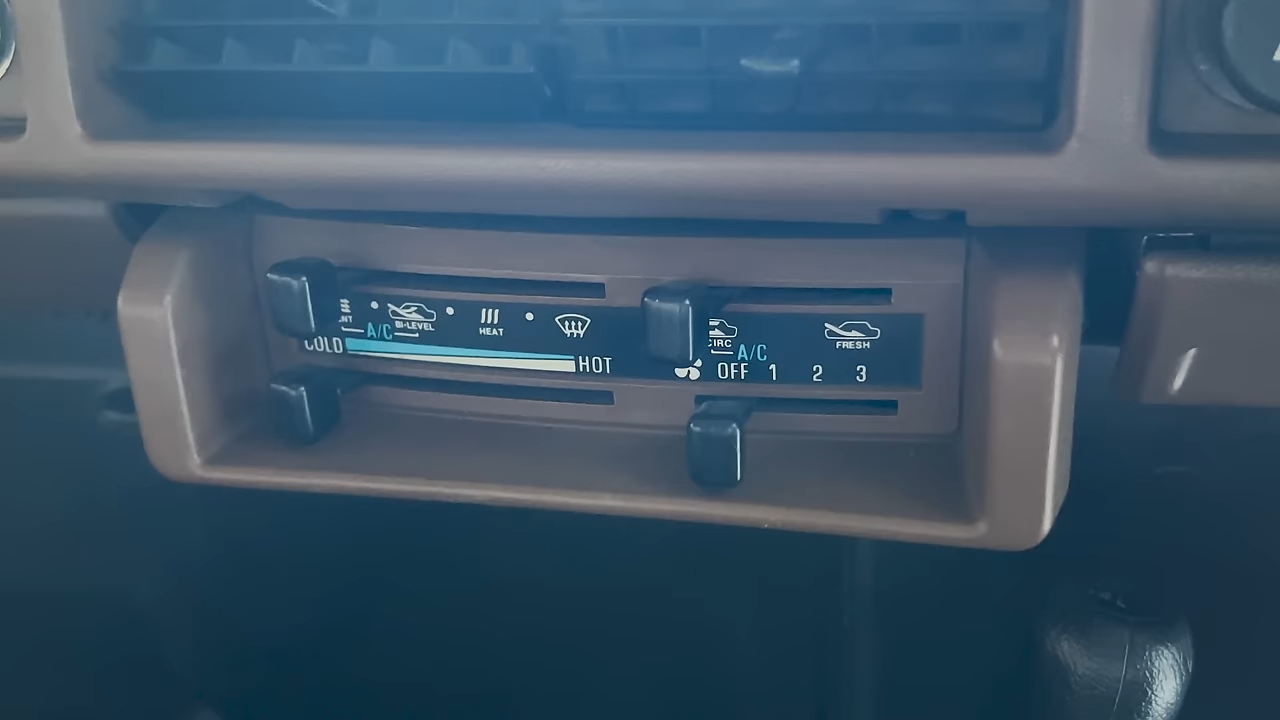 BI-LEVEL
HEAT
A/C
COLD
HOT
CIRC
FRESH
A/C
OFF 1 2 3